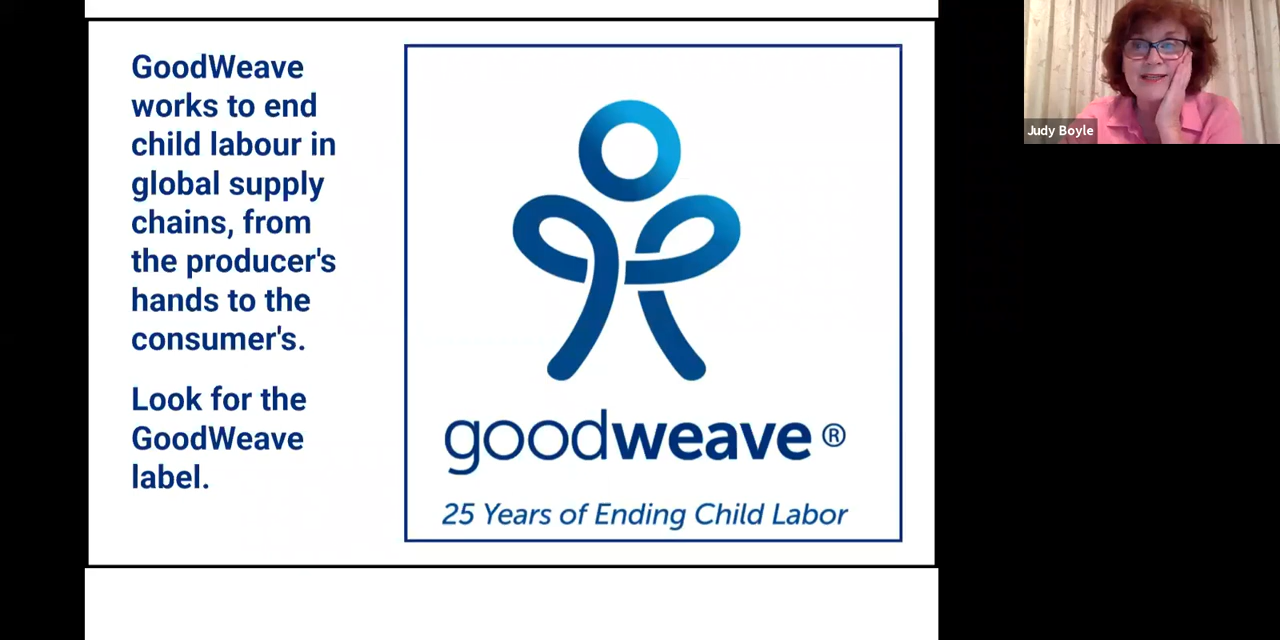 GoodWeave
works to end
child labour in
global supply
chains, from
the producer's
hands to the
consumer's.
Look for the
GoodWeave
label.
goodweave ®
25 Years of Ending Child Labor
Judy Boyle